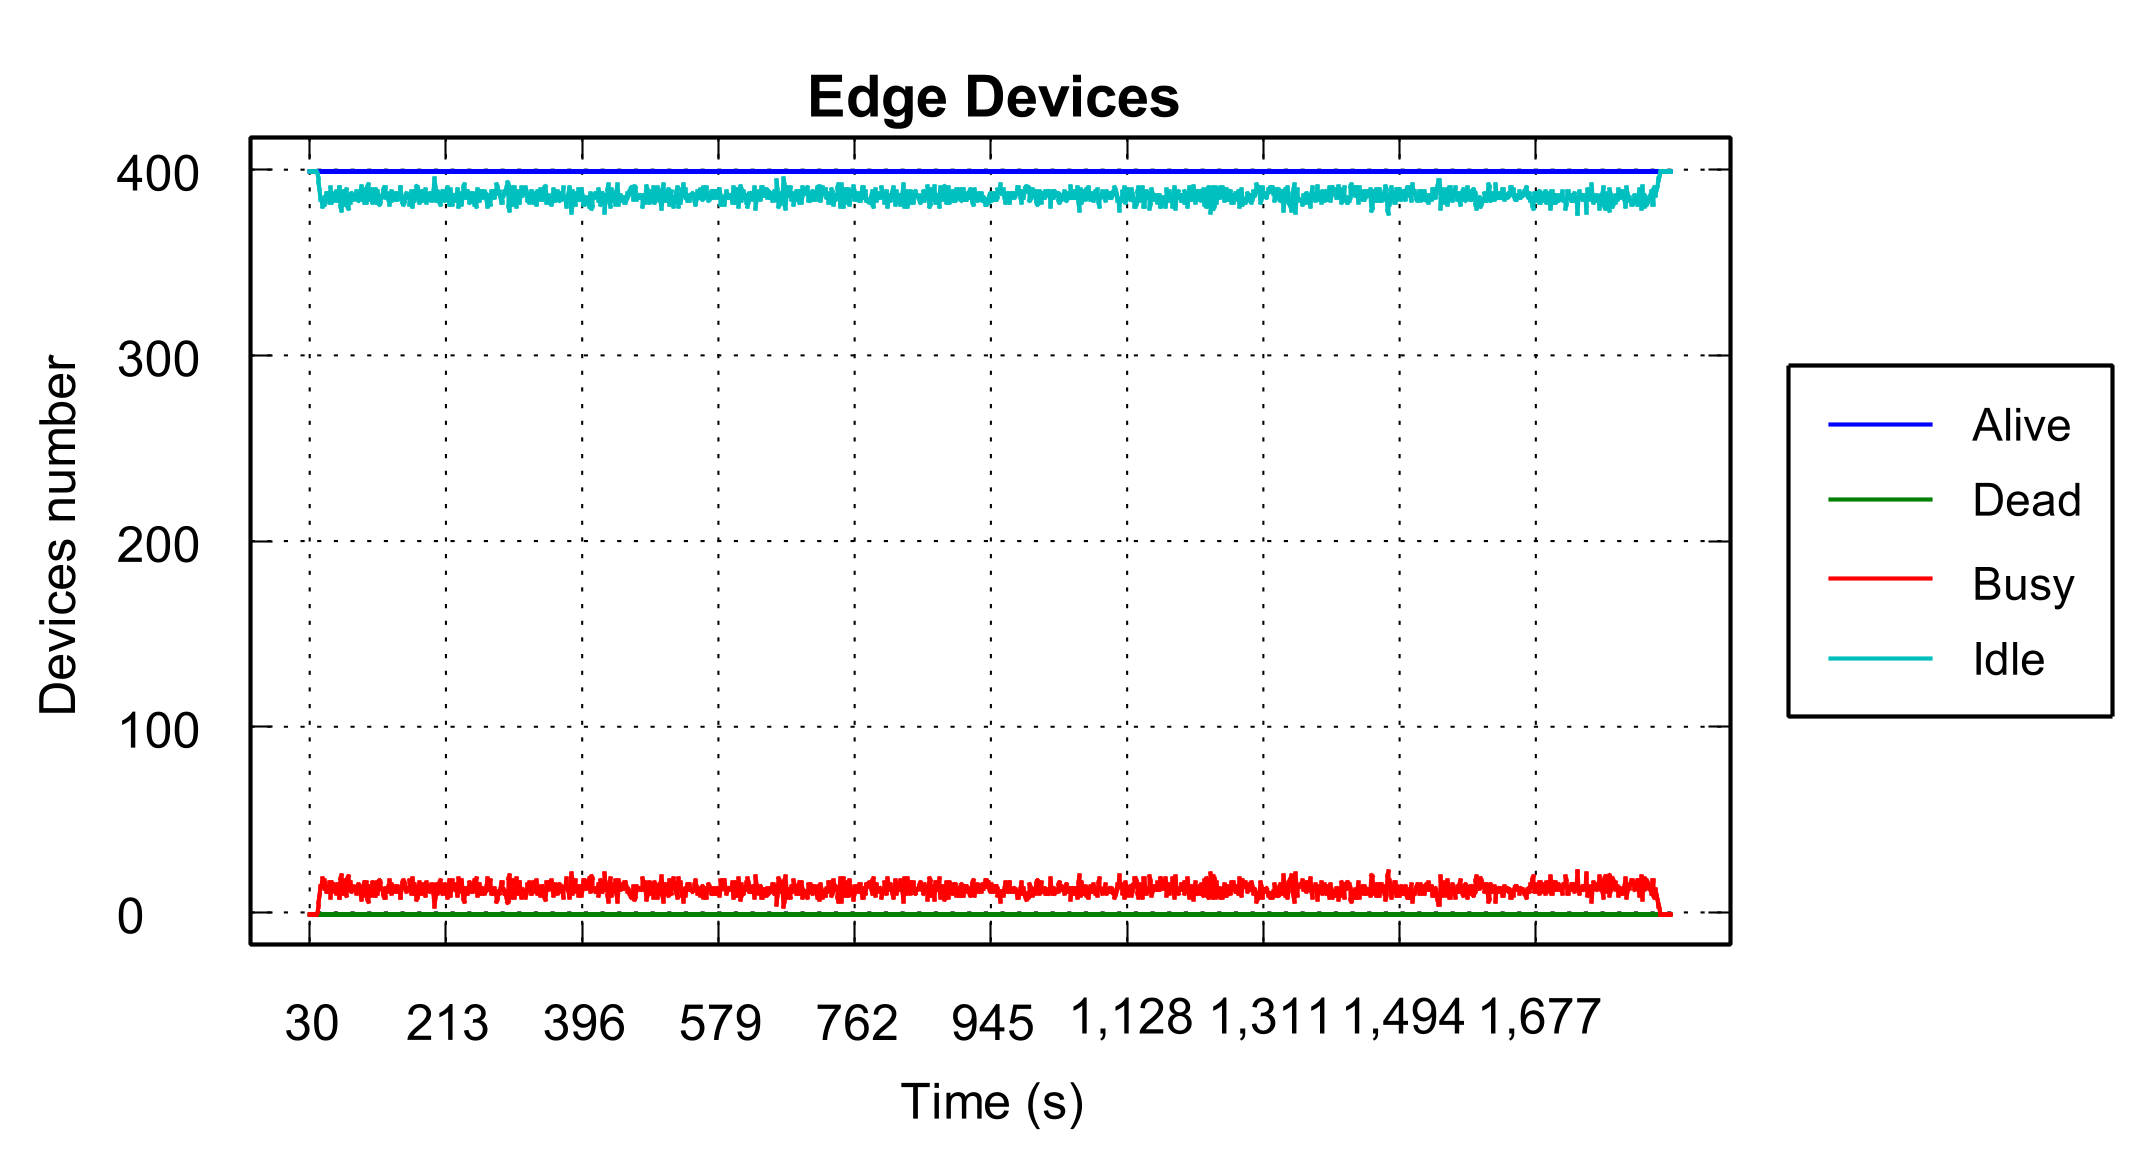 Edge Devices
400
300
200
100
0
Devices number
30 213 396 579 762 945 1,128 1,311 1,494 1,677
Time (s)
Alive
Dead
Busy
Idle